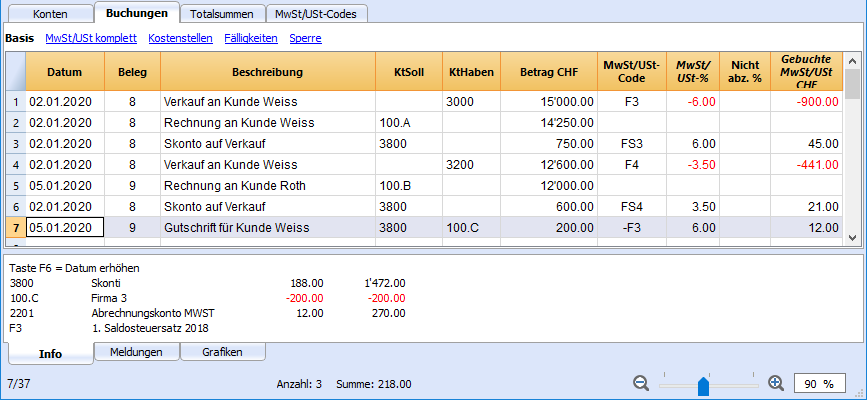 Konten Buchungen Totalsummen MwSt/USt-Codes
Basis MwSt/USt komplett Kostenstellen Fälligkeiten Sperre
Datum Beleg Beschreibung KtSoll KtHaben Betrag CHF MwSt/USt-Code MwSt/USt-% Nicht abz. % Gebuchte MwSt/USt CHF
1 02.01.2020 8 Verkauf an Kunde Weiss 3000 15'000.00 F3 -6.00 -900.00
2 02.01.2020 8 Rechnung an Kunde Weiss 100.A 14'250.00
3 02.01.2020 8 Skonto auf Verkauf 3800 750.00 FS3 6.00 45.00
4 02.01.2020 8 Verkauf an Kunde Weiss 3200 12'600.00 F4 -3.50 -441.00
5 05.01.2020 9 Rechnung an Kunde Roth 100.B 12'000.00
6 02.01.2020 8 Skonto auf Verkauf 3800 600.00 FS4 3.50 21.00
7 05.01.2020 9 Gutschrift für Kunde Weiss 3800 100.C 200.00 -F3 6.00 12.00
Taste F6 = Datum erhöhen
3800 Skonti 188.00 1'472.00
100.C Firma 3 -200.00 -200.00
2201 Abrechnungskonto MWST 12.00 270.00
F3 1. Saldosteuersatz 2018
Info Meldungen Grafiken
7/37 Anzahl: 3 Summe: 218.00 90 %